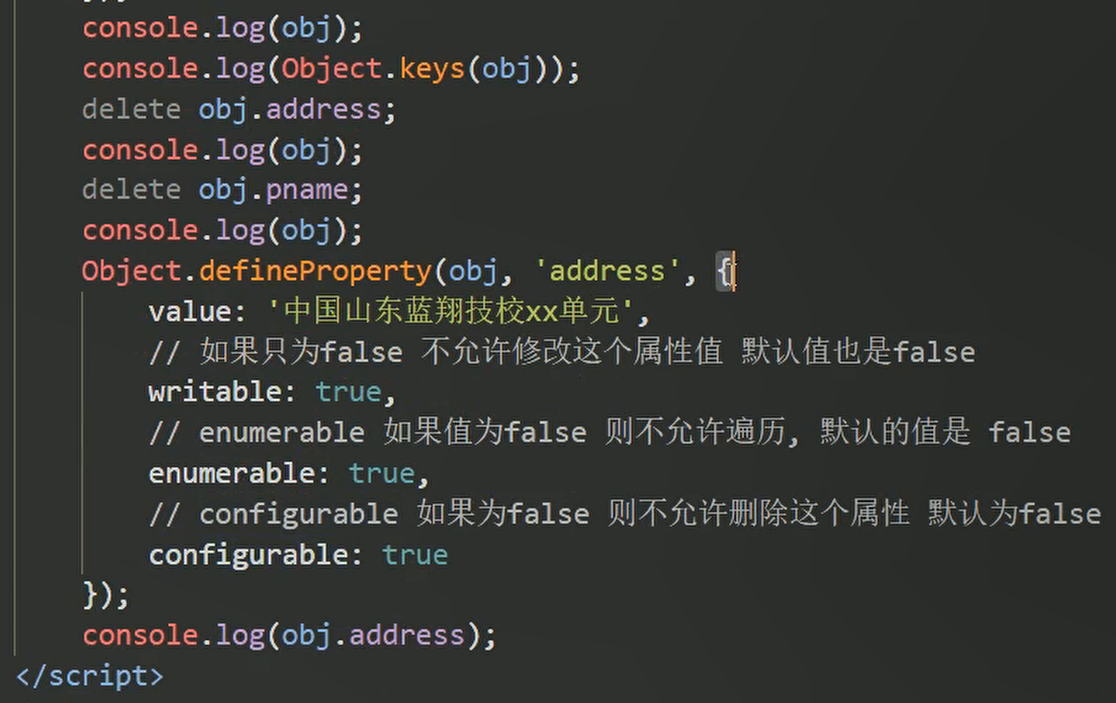 console.log(obj);
console.log(Object.keys(obj));
delete obj.address;
console.log(obj);
delete obj.pname;
console.log(obj);
Object.defineProperty(obj, 'address', {
value: '中国山东蓝翔技校xx单元',
// 如果只为false 不允许修改这个属性值 默认值也是false
writable: true,
// enumerable 如果值为false 则不允许遍历, 默认的值是 false
enumerable: true,
// configurable 如果为false 则不允许删除这个属性 默认为false
configurable: true
});
console.log(obj.address);
</script>